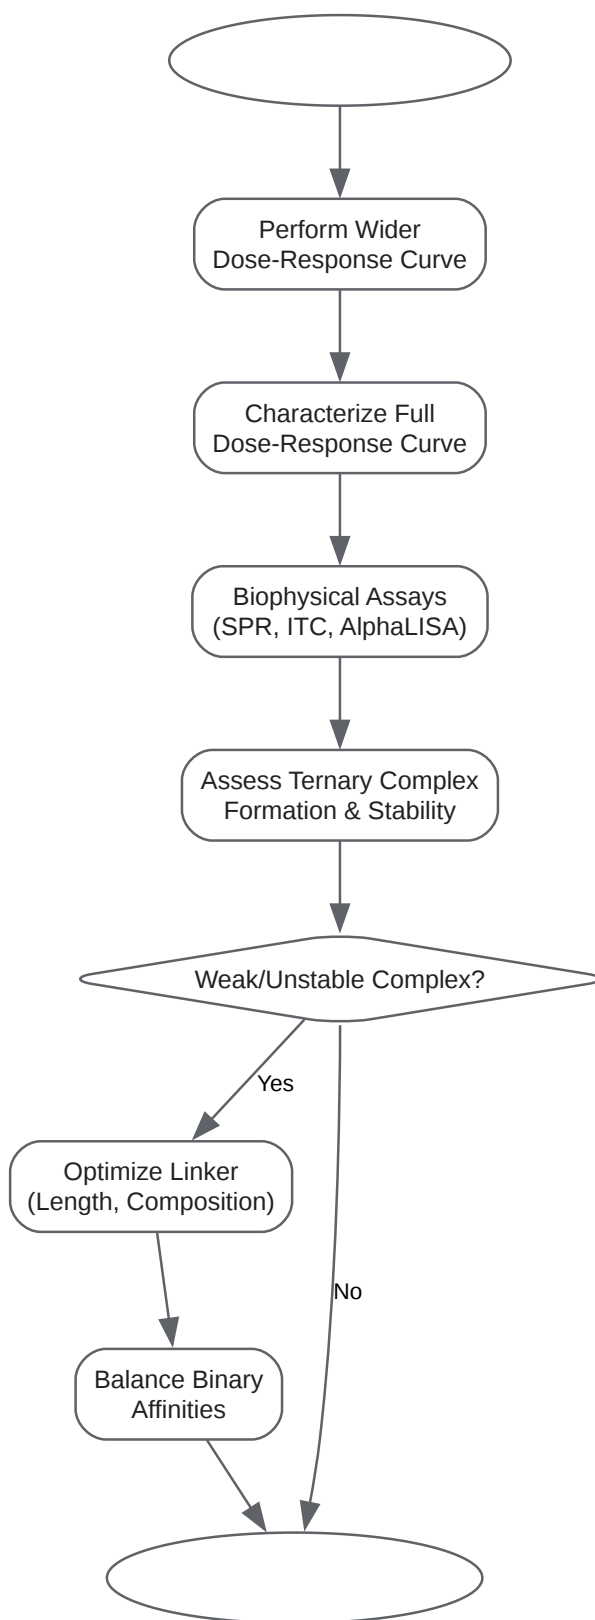 Perform Wider
Dose-Response Curve
Characterize Full
Dose-Response Curve
Biophysical Assays
(SPR, ITC, AlphaLISA)
Assess Ternary Complex
Formation & Stability
Weak/Unstable Complex?
Yes
Optimize Linker
(Length, Composition)
No
Balance Binary
Affinities